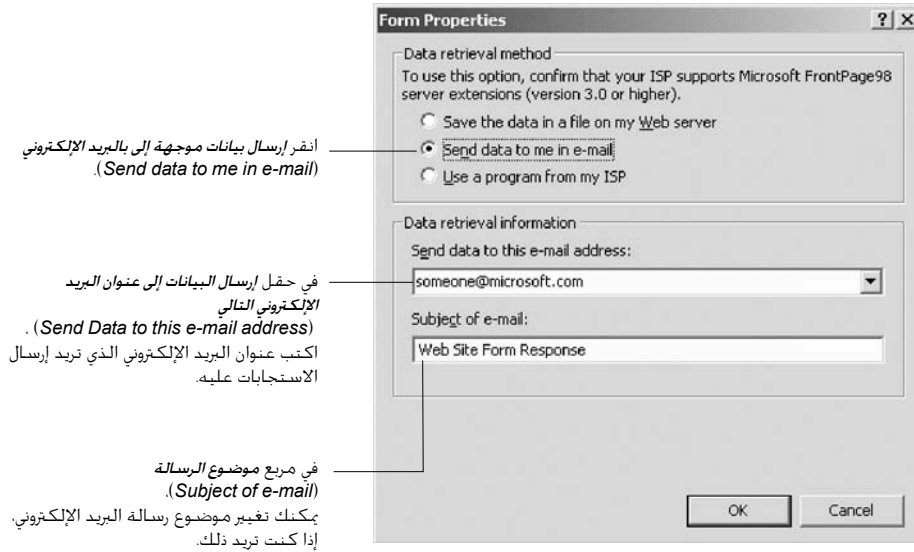 Form Properties
Data retrieval method
To use this option, confirm that your ISP supports Microsoft FrontPage98
server extensions (version 3.0 or higher).
Save the data in a file on my Web server
Send data to me in e-mail
Use a program from my ISP
انقر إرسال بيانات موجهة إلى بالبريد الإلكتروني
(Send data to me in e-mail).
Data retrieval information
Send data to this e-mail address:
someone@microsoft.com
في حقل إرسال البيانات إلى عنوان البريد
الإلكتروني التالي
(Send Data to this e-mail address) .
اكتب عنوان البريد الإلكتروني الذي تريد إرسال
الاستجابات عليه.
Subject of e-mail:
Web Site Form Response
في مربع موضوع الرسالة
(Subject of e-mail).
يمكنك تغيير موضوع رسالة البريد الإلكتروني،
إذا كنت تريد ذلك.
OK
Cancel